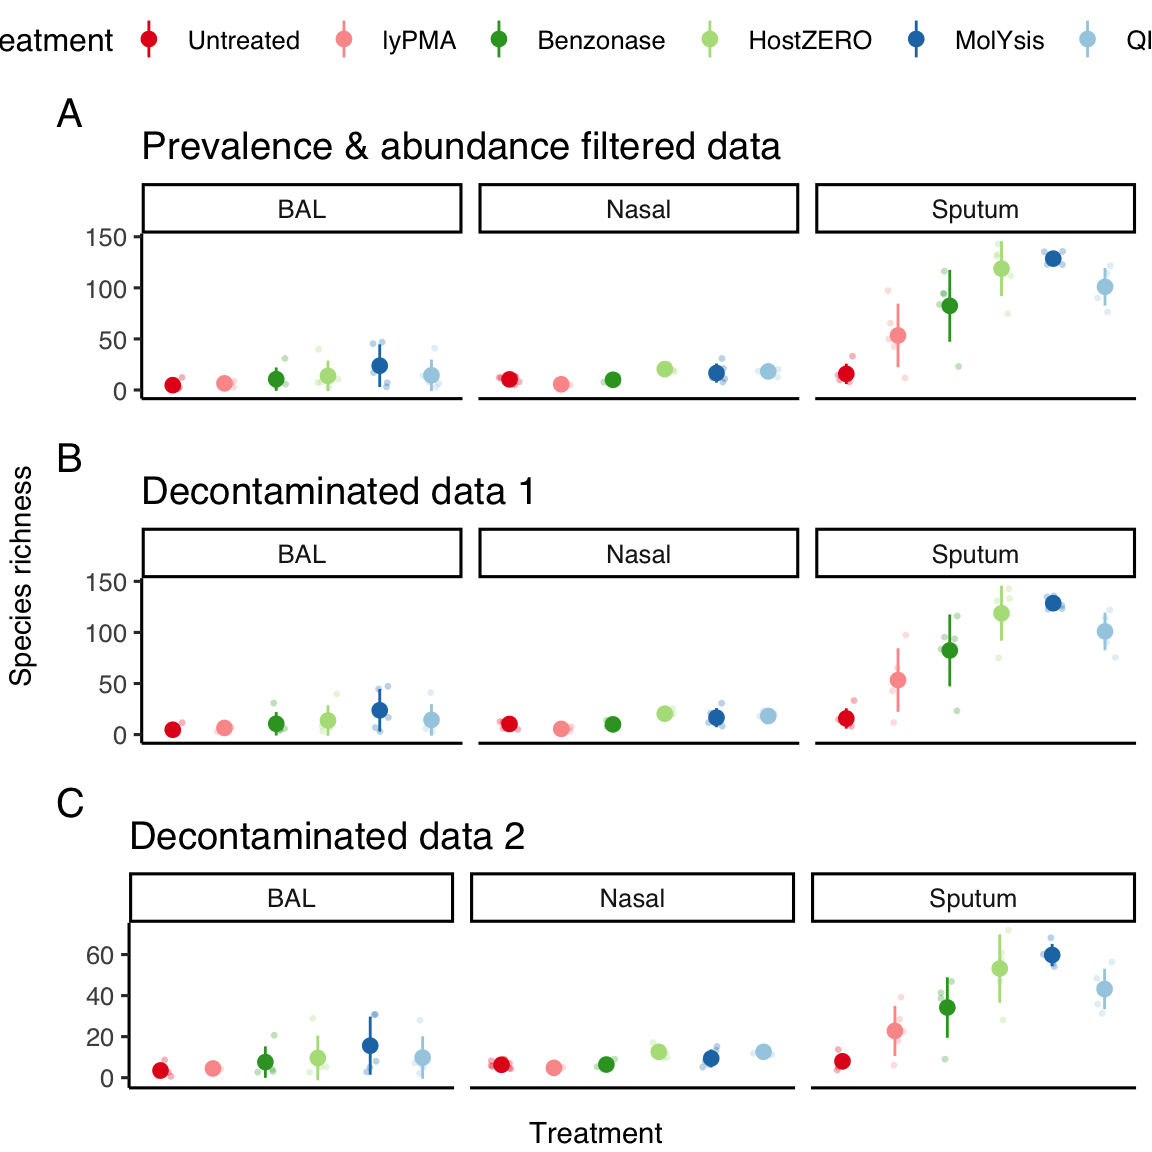 eatment Untreated lyPMA Benzonase HostZERO MolYsis QI
A
Prevalence & abundance filtered data
BAL Nasal Sputum
150
100
50
0
B
Decontaminated data 1
BAL Nasal Sputum
150
100
50
0
Species richness
C
Decontaminated data 2
BAL Nasal Sputum
60
40
20
0
Treatment